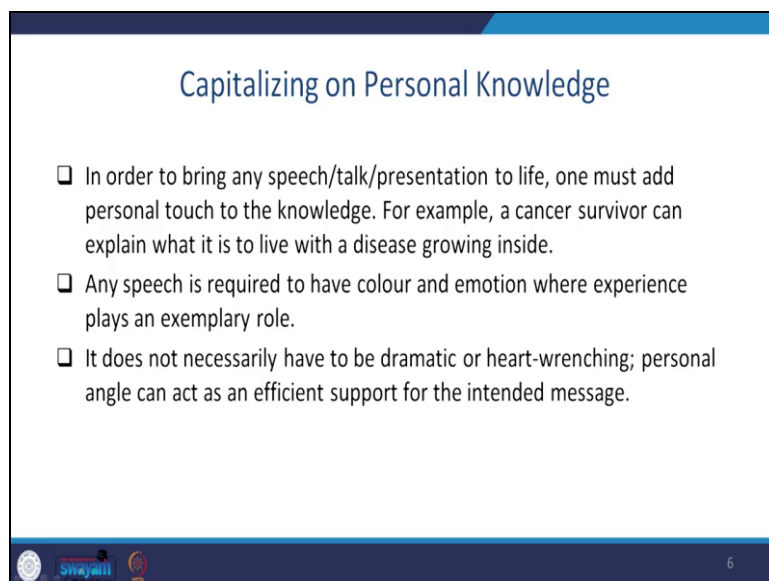 Capitalizing on Personal Knowledge
In order to bring any speech/talk/presentation to life, one must add
personal touch to the knowledge. For example, a cancer survivor can
explain what it is to live with a disease growing inside.
Any speech is required to have colour and emotion where experience
plays an exemplary role.
It does not necessarily have to be dramatic or heart-wrenching; personal
angle can act as an efficient support for the intended message.
swayam
6